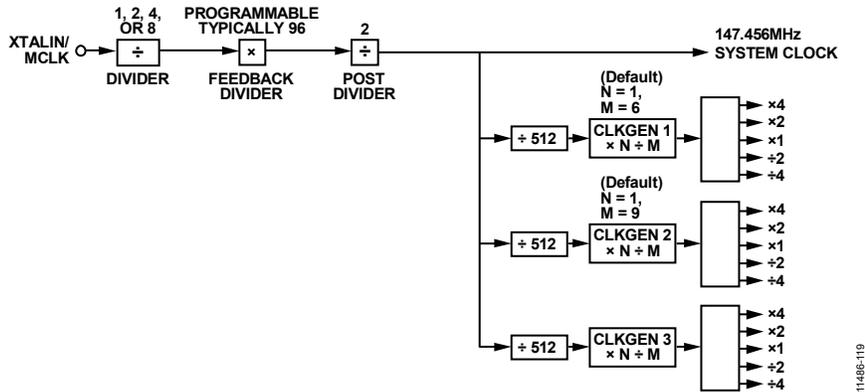 1, 2, 4,
OR 8
PROGRAMMABLE
TYPICALLY 96
2
147.456MHz
SYSTEM CLOCK
XTALIN/
MCLK
÷
×
÷
DIVIDER
FEEDBACK
DIVIDER
POST
DIVIDER
(Default)
N = 1,
M = 6
÷ 512
CLKGEN 1
× N ÷ M
×4
×2
×1
÷2
÷4
(Default)
N = 1,
M = 9
÷ 512
CLKGEN 2
× N ÷ M
×4
×2
×1
÷2
÷4
÷ 512
CLKGEN 3
× N ÷ M
×4
×2
×1
÷2
÷4
11486-119